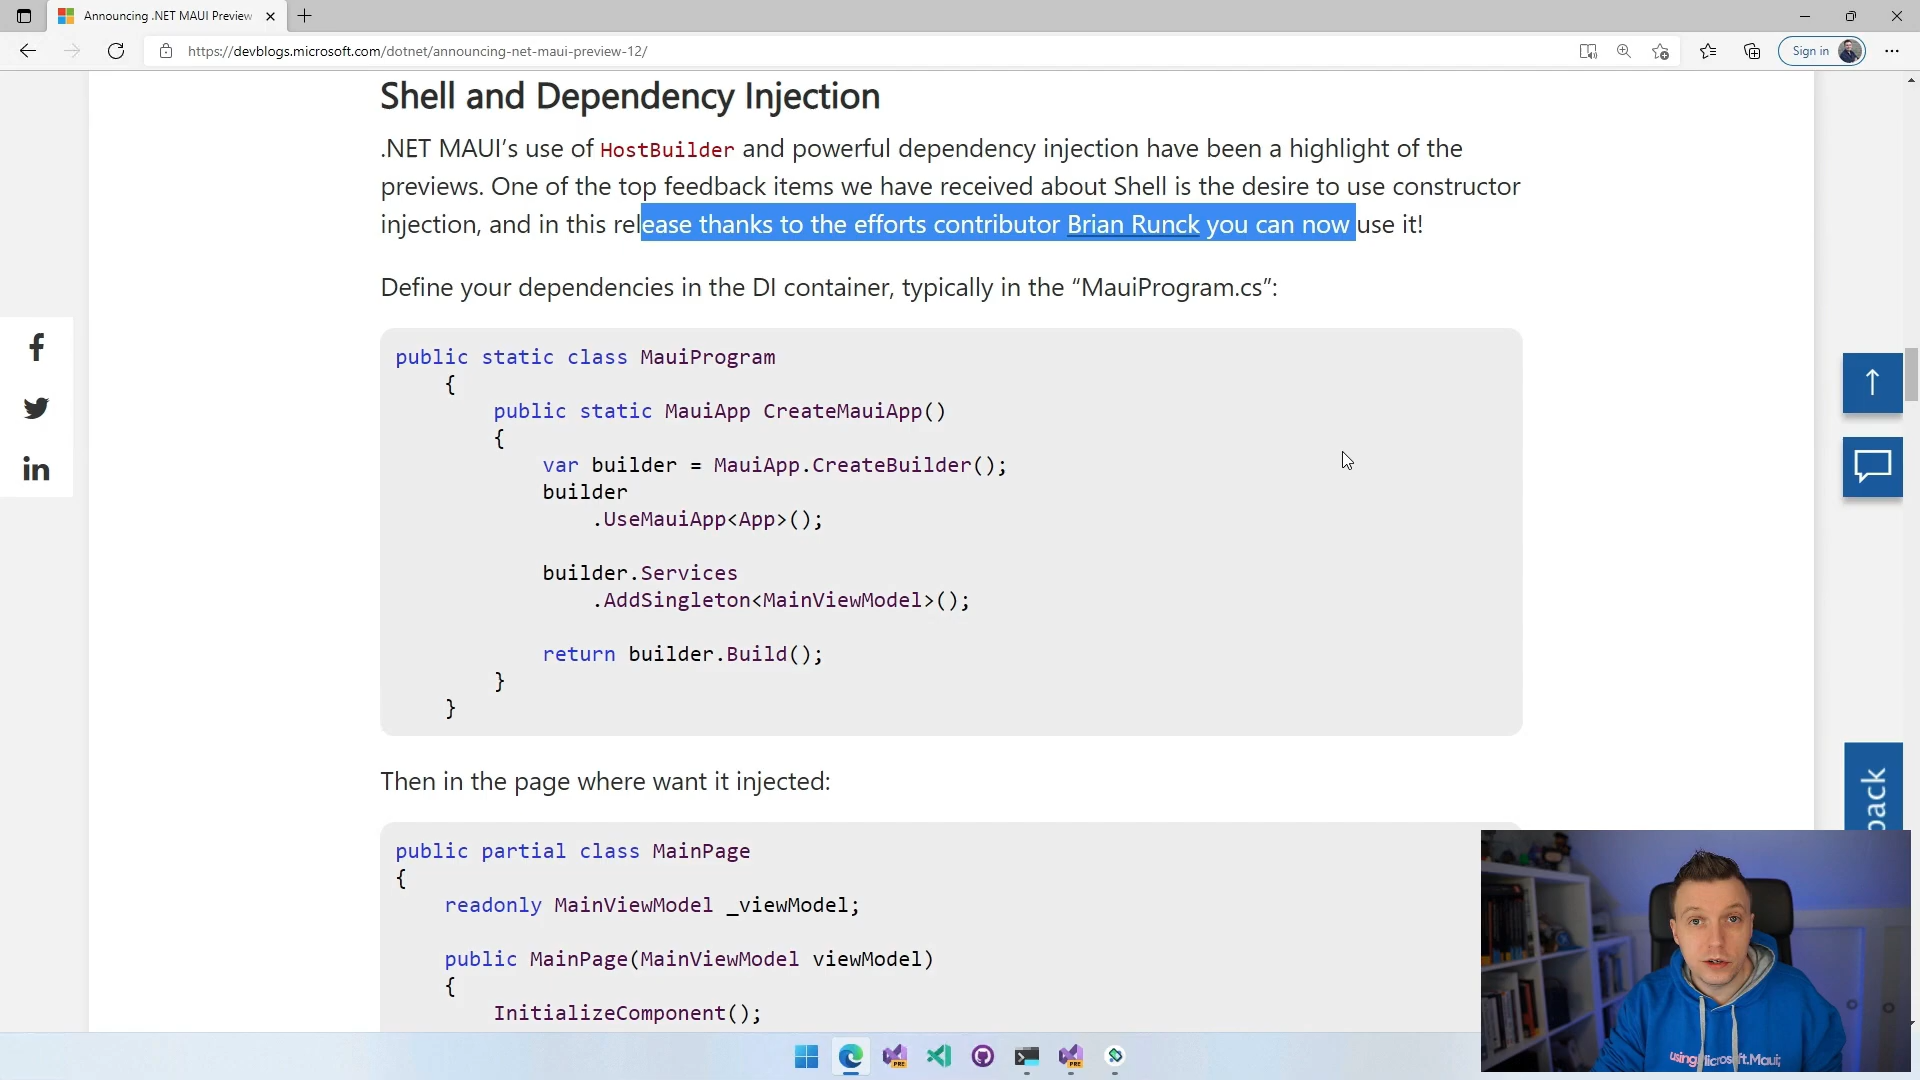 Announcing .NET MAUI Preview
https://devblogs.microsoft.com/dotnet/announcing-net-maui-preview-12/
Sign in
Shell and Dependency Injection
.NET MAUI’s use of HostBuilder and powerful dependency injection have been a highlight of the
previews. One of the top feedback items we have received about Shell is the desire to use constructor
injection, and in this release thanks to the efforts contributor Brian Runck you can now use it!
Define your dependencies in the DI container, typically in the “MauiProgram.cs”:
public static class MauiProgram
{
public static MauiApp CreateMauiApp()
{
var builder = MauiApp.CreateBuilder();
builder
.UseMauiApp<App>();
builder.Services
.AddSingleton<MainViewModel>();
return builder.Build();
}
}
Then in the page where want it injected:
public partial class MainPage
{
readonly MainViewModel _viewModel;
public MainPage(MainViewModel viewModel)
{
InitializeComponent();
back
using Microsoft.Maui;
PRE
PRE